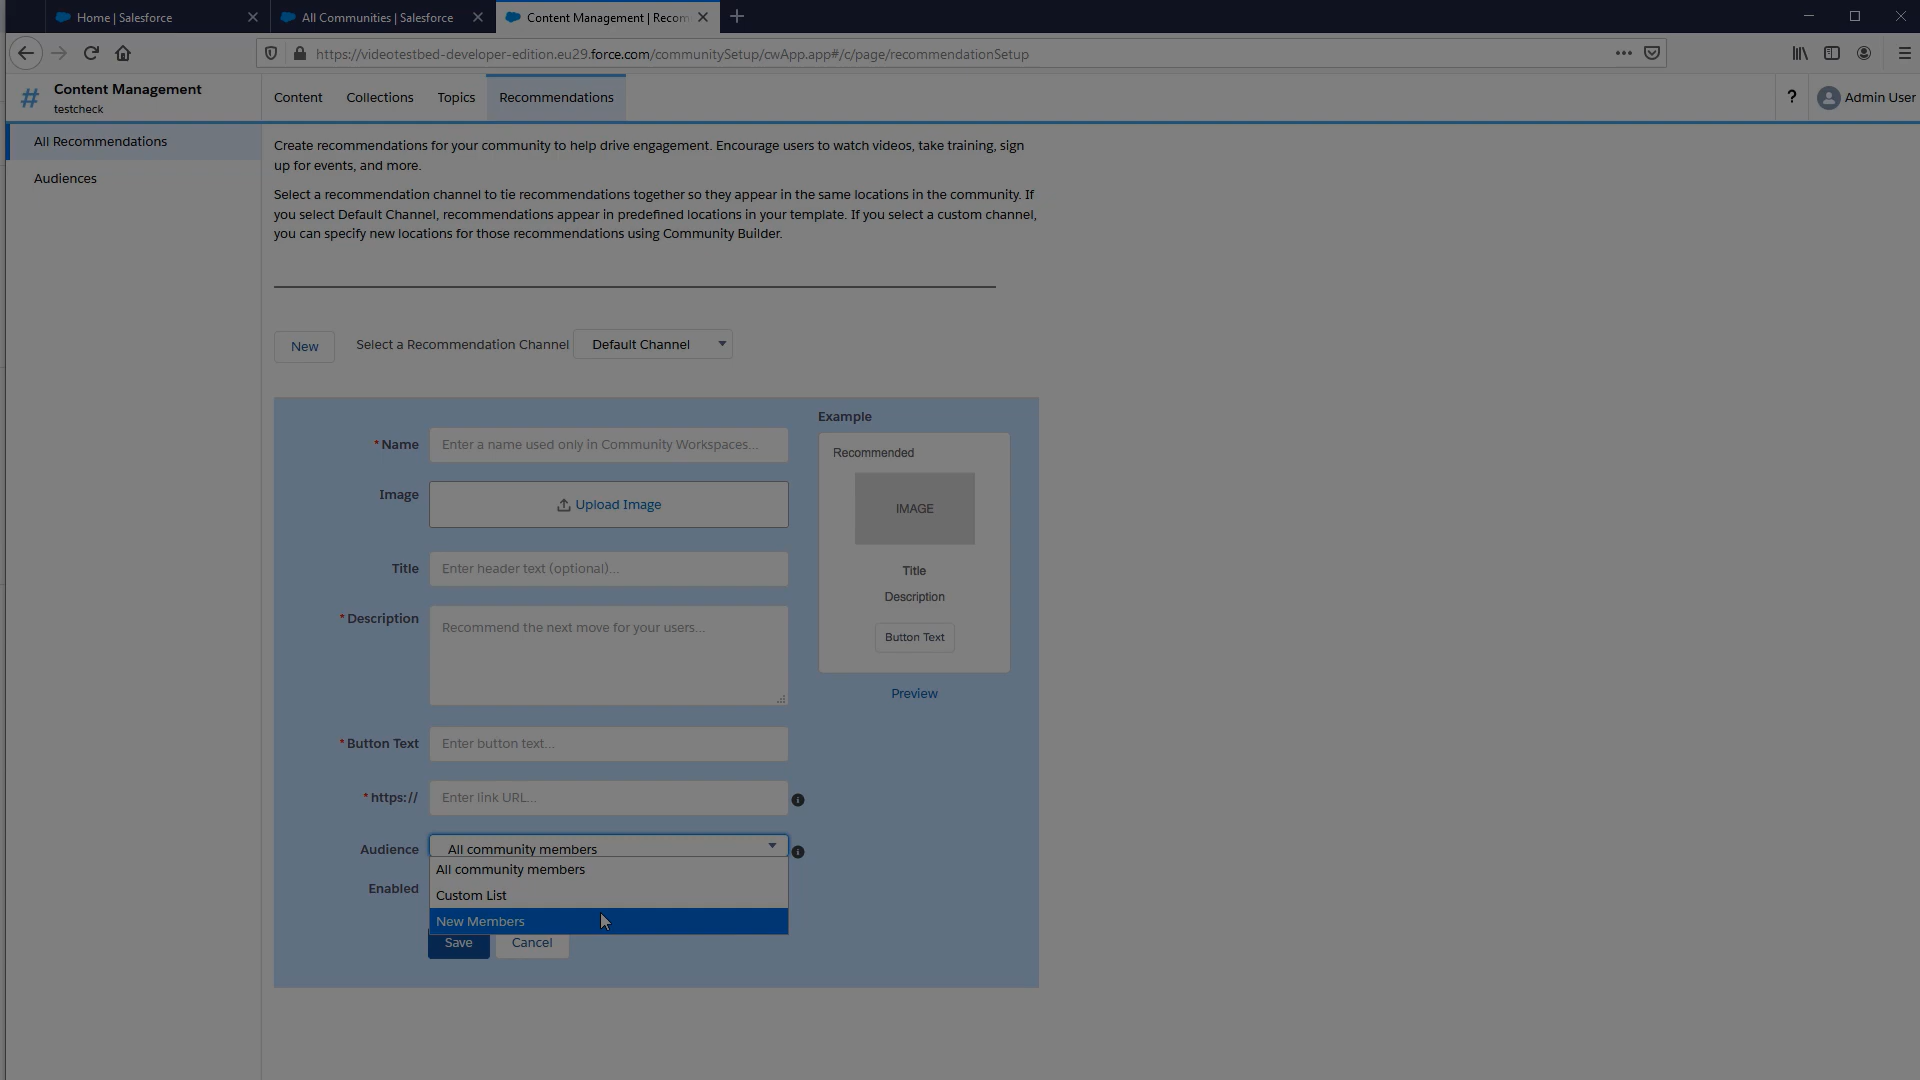 Home | Salesforce
All Communities | Salesforce
Content Management | Recom
https://videotestbed-developer-edition.eu29.force.com/communitySetup/cwApp.app#/c/page/recommendationSetup
Content Management
testcheck
Content
Collections
Topics
Recommendations
?
Admin User
All Recommendations
Audiences
Create recommendations for your community to help drive engagement. Encourage users to watch videos, take training, sign
up for events, and more.
Select a recommendation channel to tie recommendations together so they appear in the same locations in the community. If
you select Default Channel, recommendations appear in predefined locations in your template. If you select a custom channel,
you can specify new locations for those recommendations using Community Builder.
New
Select a Recommendation Channel
Default Channel
*Name
Enter a name used only in Community Workspaces...
Image
Upload Image
Title
Enter header text (optional)...
*Description
Recommend the next move for your users...
*Button Text
Enter button text...
*https://
Enter link URL...
Audience
All community members
All community members
Custom List
New Members
Enabled
Save
Cancel
Example
Recommended
IMAGE
Title
Description
Button Text
Preview